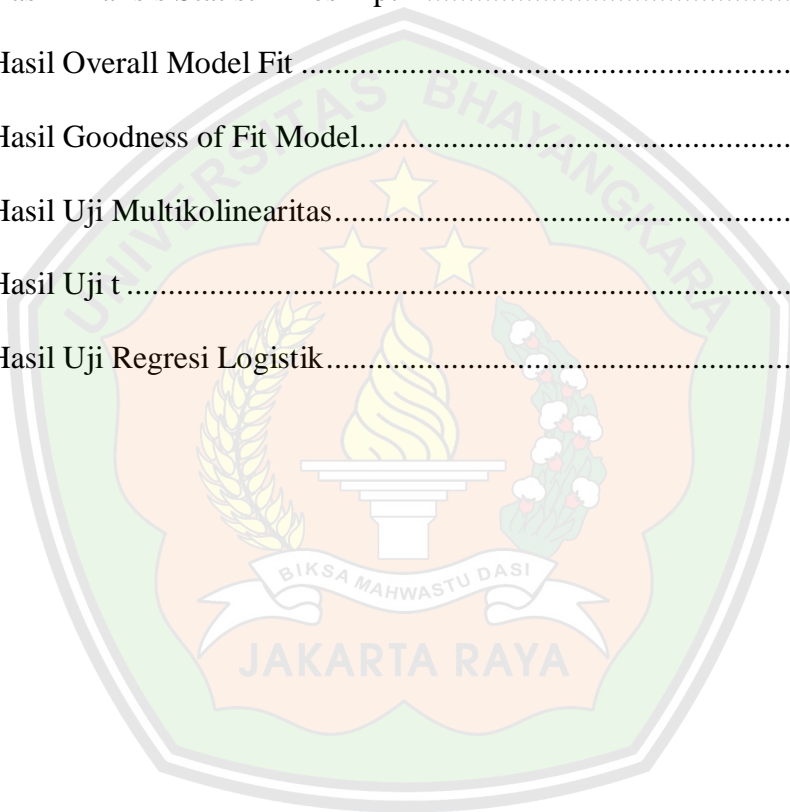 Hasil Overall Model Fit ..........................................................
Hasil Goodness of Fit Model....................................................
Hasil Uji Multikolinearitas.......................................................
Hasil Uji t ................................................................................
Hasil Uji Regresi Logistik........................................................
UNIVERSITAS BHAYANGKARA
BIKSA MAHWASTU DASI
JAKARTA RAYA